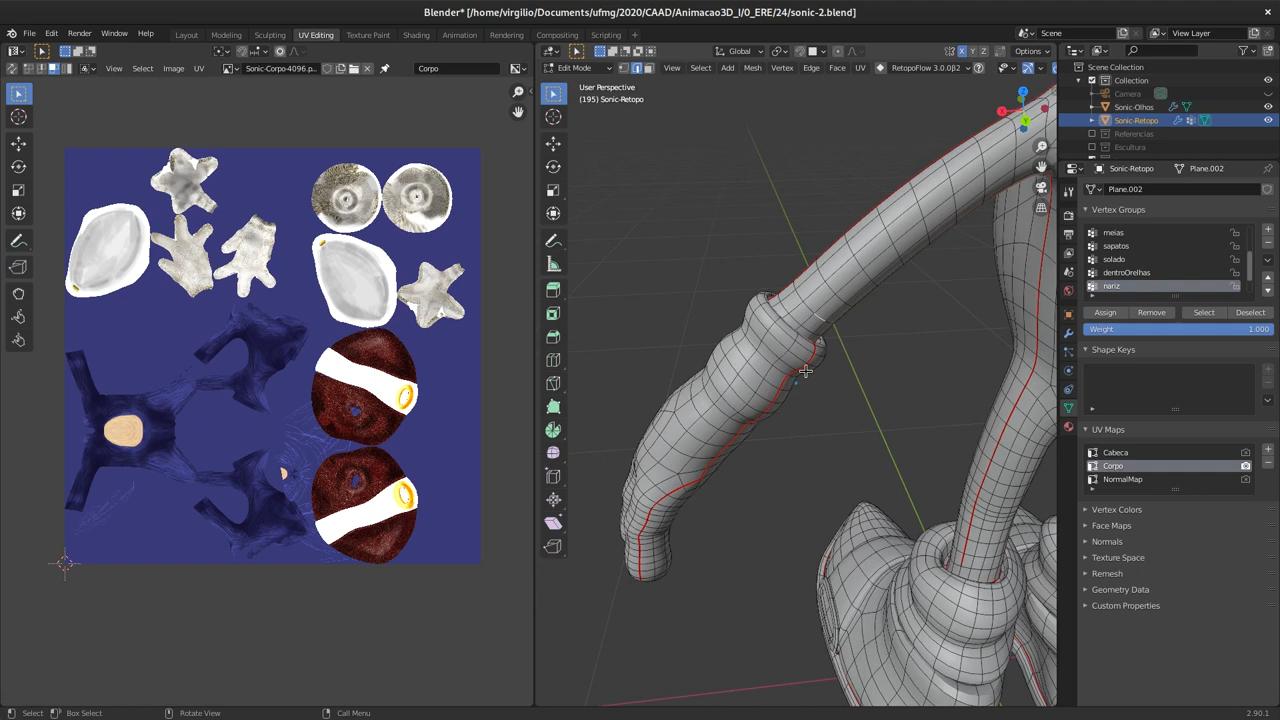 Blender* [/home/virgilio/Documents/ufmg/2020/CAAD/Animacao3D_I/0_ERE/24/sonic-2.blend]
File Edit Render Window Help Layout Modeling Sculpting UV Editing Texture Paint Shading Animation Rendering Compositing Scripting + Scene View Layer
Global Options
View Select Image UV Sonic-Corpo-4096.p... Corpo
Edit Mode View Select Add Mesh Vertex Edge Face UV RetopoFlow 3.0.0β2
User Perspective
(195) Sonic-Retopo
X Y Z
Scene Collection
Collection
Camera
Sonic-Olhos
Sonic-Retopo
Referencias
Escultura
Sonic-Retopo Plane.002
Plane.002
Vertex Groups
meias
sapatos
solado
dentroOrelhas
nariz
Assign Remove Select Deselect
Weight 1.000
Shape Keys
UV Maps
Cabeca
Corpo
NormalMap
Vertex Colors
Face Maps
Normals
Texture Space
Remesh
Geometry Data
Custom Properties
Select Box Select Rotate View Call Menu 2.90.1